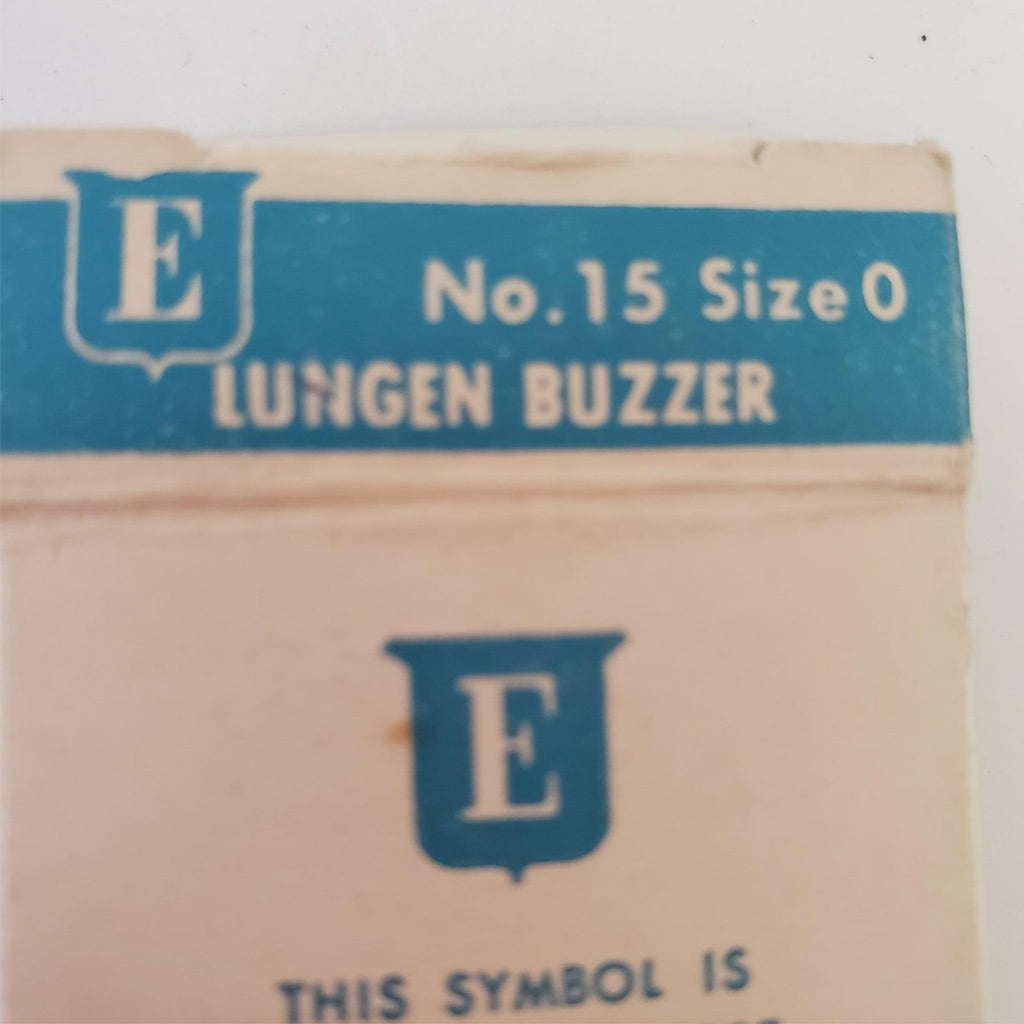 E
No. 15 Size 0
LUNGEN BUZZER
E
THIS SYMBOL IS